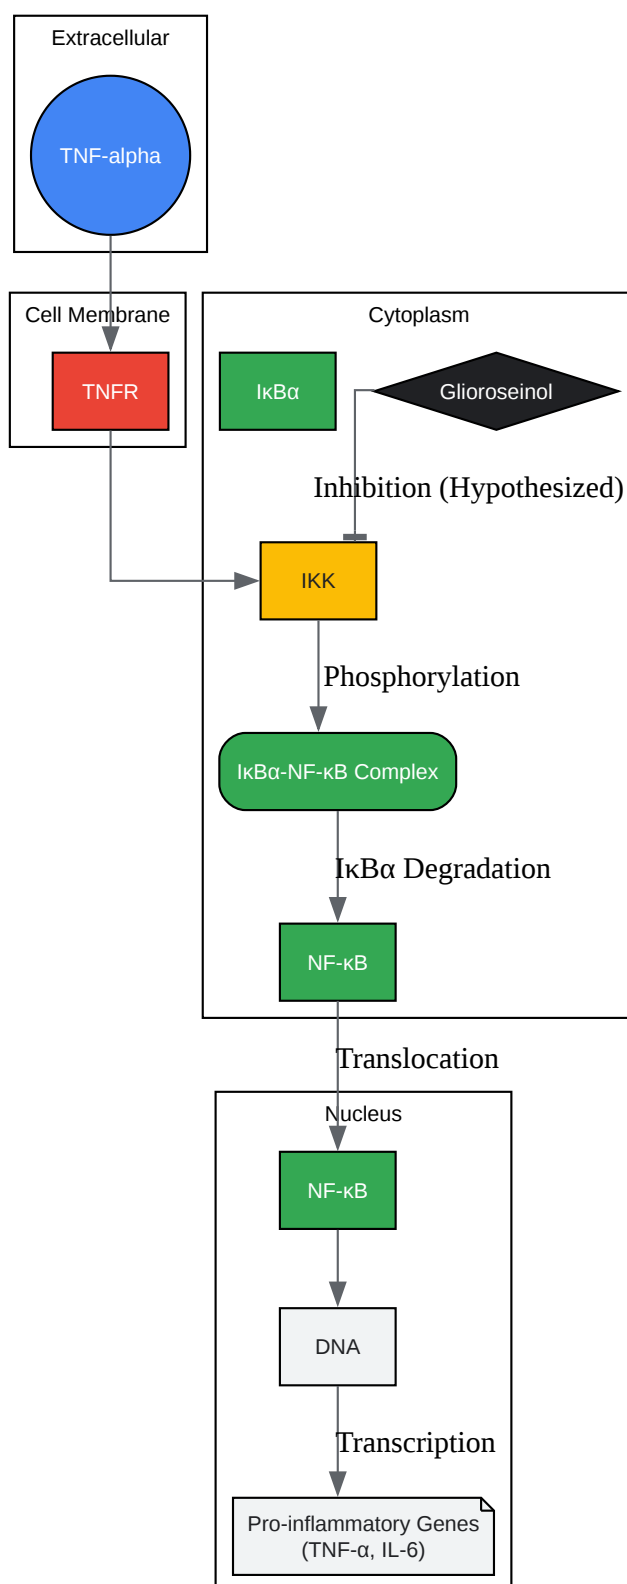 Extracellular
TNF-alpha
Cell Membrane
Cytoplasm
TNFR
IκBα
Glioroseinol
Inhibition (Hypothesized)
IKK
Phosphorylation
IκBα-NF-κB Complex
IκBα Degradation
NF-κB
Translocation
Nucleus
NF-κB
DNA
Transcription
Pro-inflammatory Genes
(TNF-α, IL-6)